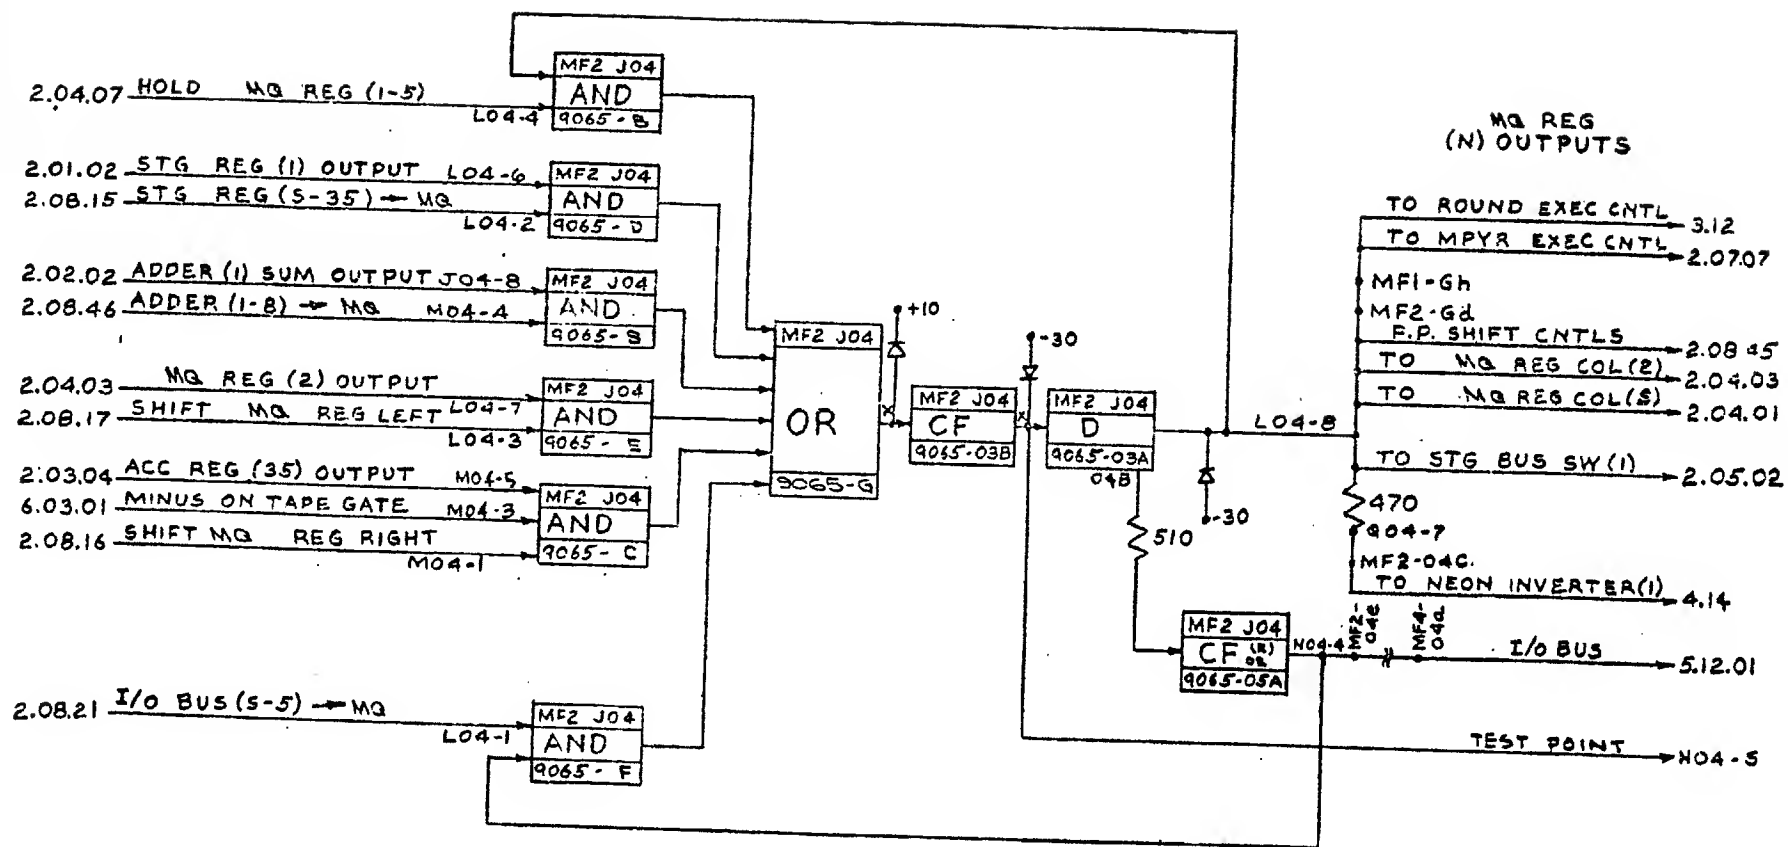 MF2 J04
AND
9065-B
2.04.07 HOLD MQ REG (1-5)
L04-4
2.01.02 STG REG (1) OUTPUT L04-6
2.08.15 STG REG (S-35) → MQ
L04-2
MF2 J04
AND
9065-D
2.02.02 ADDER (1) SUM OUTPUT J04-8
2.08.46 ADDER (1-8) → MQ M04-4
MF2 J04
AND
9065-S
2.04.03 MQ REG (2) OUTPUT
L04-7
2.08.17 SHIFT MQ REG LEFT
L04-3
MF2 J04
AND
9065-E
2.03.04 ACC REG (35) OUTPUT M04-5
6.03.01 MINUS ON TAPE GATE M04-3
2.08.16 SHIFT MQ REG RIGHT
M04-1
MF2 J04
AND
9065-C
2.08.21 I/O BUS (S-5) → MQ
L04-1
MF2 J04
AND
9065-F
MF2 J04
OR
9065-G
+10
X
MF2 J04
CF
9065-03B
-30
X
MF2 J04
D
9065-03A
04B
510
-30
L04-8
MF2 J04
CF (R) OR
9065-05A
N04-4
MF2-04e
MF4-04d
I/O BUS
5.12.01
TEST POINT
N04-5
MQ REG
(N) OUTPUTS
TO ROUND EXEC CNTL 3.12
TO MPYR EXEC CNTL 2.07.07
MF1-Gh
MF2-Gd
F.P. SHIFT CNTLS 2.08 45
TO MQ REG COL (2) 2.04.03
TO MQ REG COL (S) 2.04.01
TO STG BUS SW (1) 2.05.02
470
Q04-7
MF2-04C
TO NEON INVERTER (1) 4.14